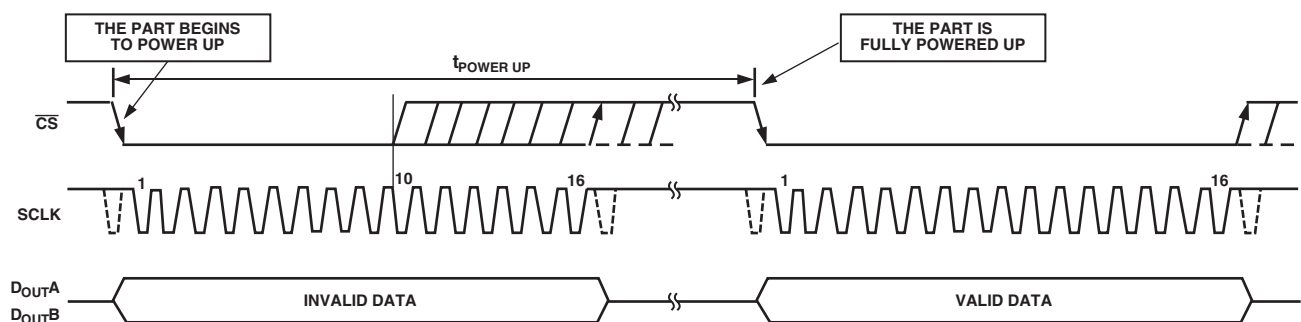 THE PART BEGINS
TO POWER UP
THE PART IS
FULLY POWERED UP
tPOWER UP
CS
1
10
16
1
16
SCLK
DOUTA
INVALID DATA
VALID DATA
DOUTB